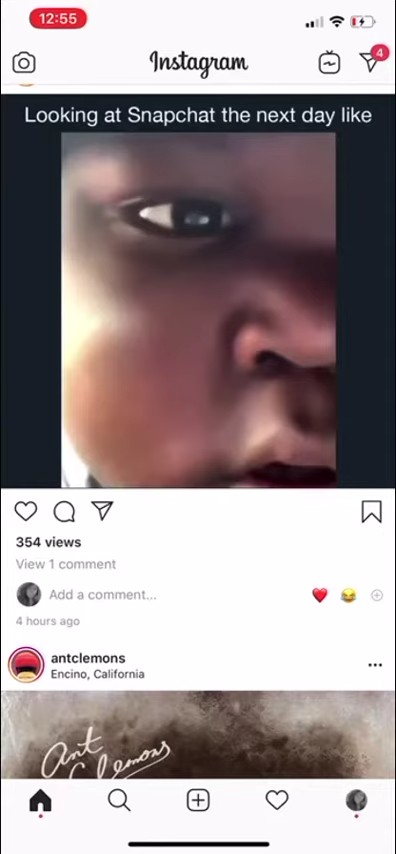 12:55
Instagram
4
Looking at Snapchat the next day like
354 views
View 1 comment
Add a comment...
4 hours ago
antclemons
Encino, California
Ant
Clemons